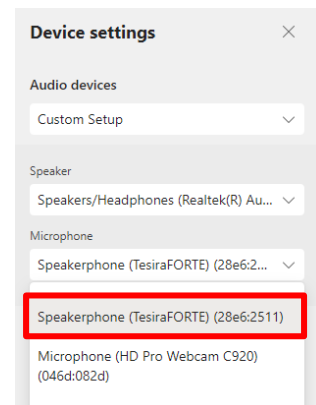 Device settings
Audio devices
Custom Setup
Speaker
Speakers/Headphones (Realtek(R) Au...
Microphone
Speakerphone (TesiraFORTE) (28e6:2...
Speakerphone (TesiraFORTE) (28e6:2511)
Microphone (HD Pro Webcam C920)
(046d:082d)